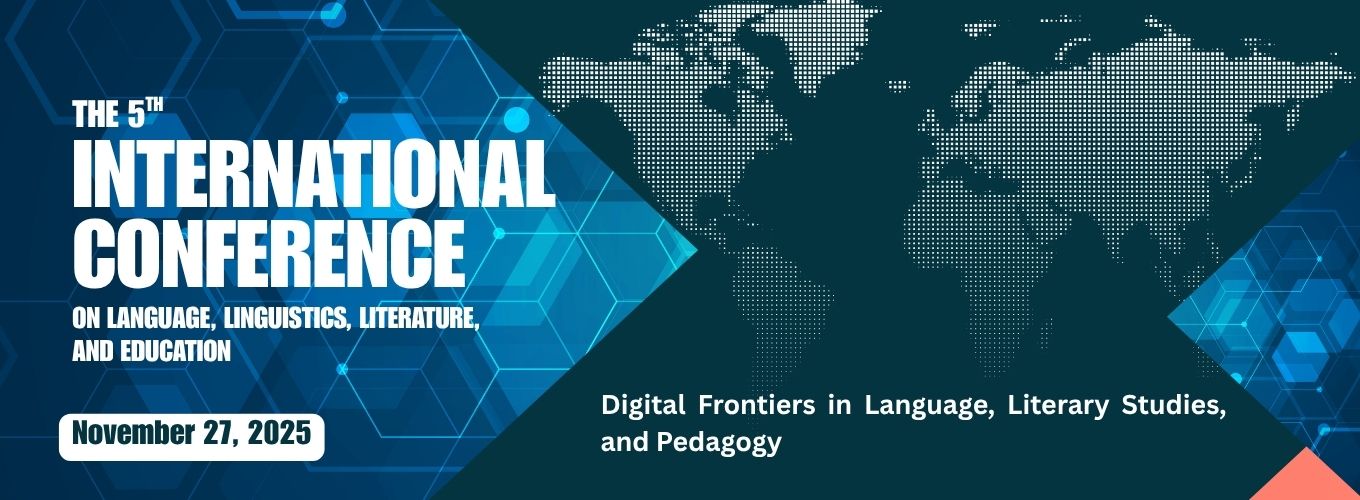 THE 5TH
INTERNATIONAL
CONFERENCE
ON LANGUAGE, LINGUISTICS, LITERATURE,
AND EDUCATION
November 27, 2025
Digital Frontiers in Language, Literary Studies,
and Pedagogy